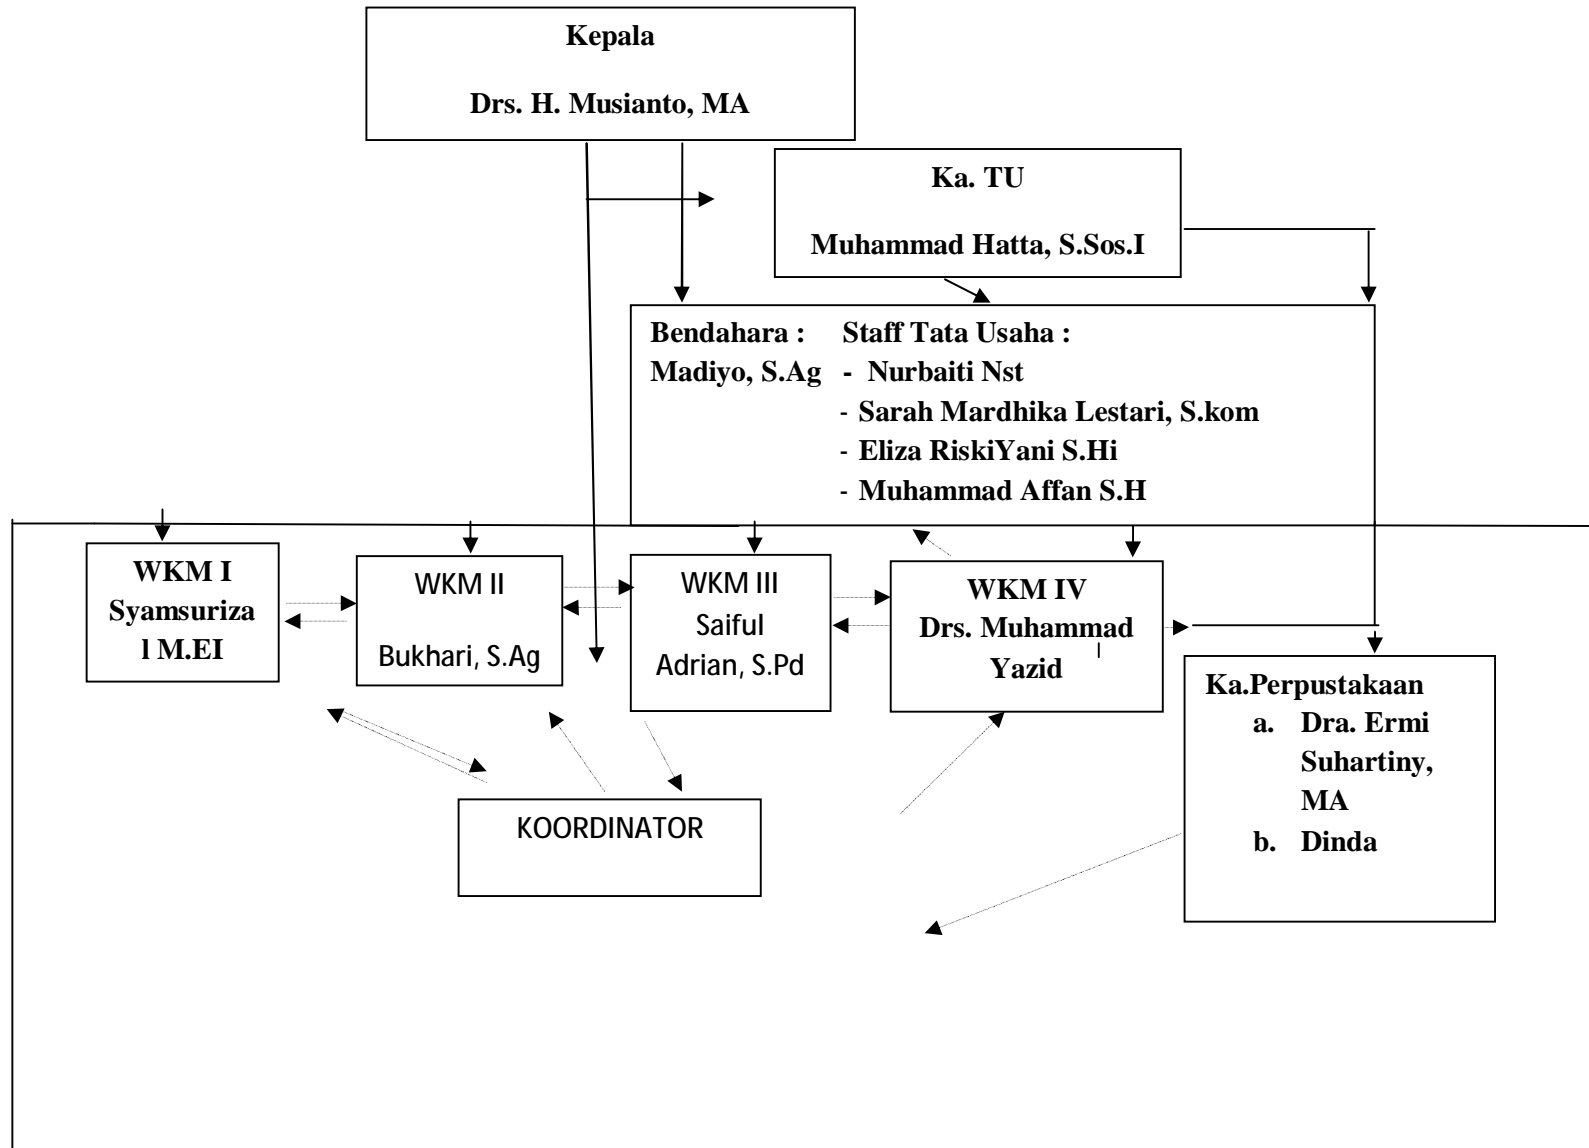 Kepala
Drs. H. Musianto, MA
Ka. TU
Muhammad Hatta, S.Sos.I
Bendahara : Staff Tata Usaha :
Madiyo, S.Ag - Nurbaiti Nst
- Sarah Mardhika Lestari, S.kom
- Eliza RiskiYani S.Hi
- Muhammad Affan S.H
WKM I
Syamsuriza
l M.EI
WKM II
Bukhari, S.Ag
WKM III
Saiful
Adrian, S.Pd
WKM IV
Drs. Muhammad
Yazid
Ka.Perpustakaan
a. Dra. Ermi
Suhartiny,
MA
b. Dinda
KOORDINATOR